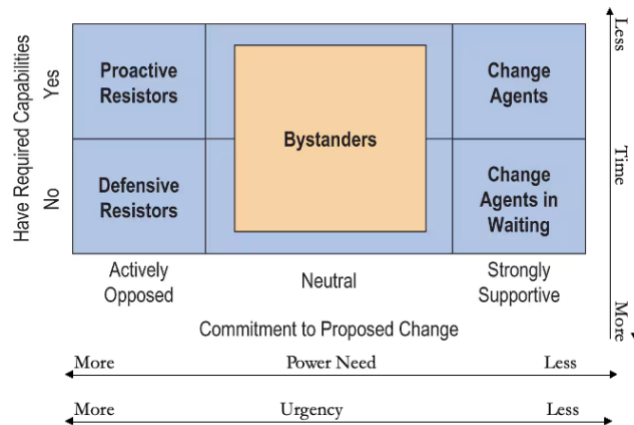 Have Required Capabilities
Yes
No
Proactive
Resistors
Bystanders
Change
Agents
Defensive
Resistors
Change
Agents in
Waiting
Less
Time
More
Actively
Opposed
Neutral
Strongly
Supportive
Commitment to Proposed Change
More Power Need Less
More Urgency Less